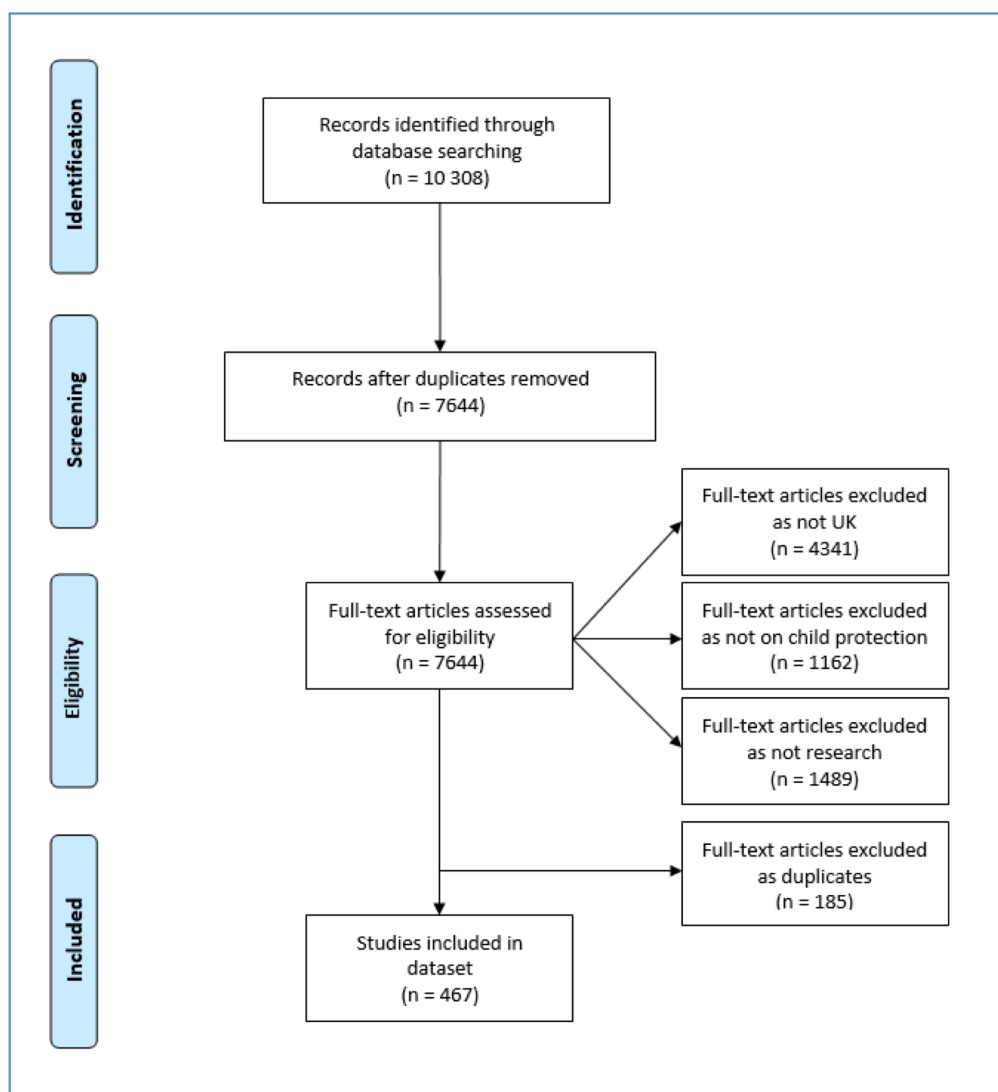 Identification
Records identified through
database searching
(n = 10 308)
Screening
Records after duplicates removed
(n = 7644)
Eligibility
Full-text articles assessed
for eligibility
(n = 7644)
Full-text articles excluded
as not UK
(n = 4341)
Full-text articles excluded
as not on child protection
(n = 1162)
Full-text articles excluded
as not research
(n = 1489)
Included
Full-text articles excluded
as duplicates
(n = 185)
Studies included in
dataset
(n = 467)